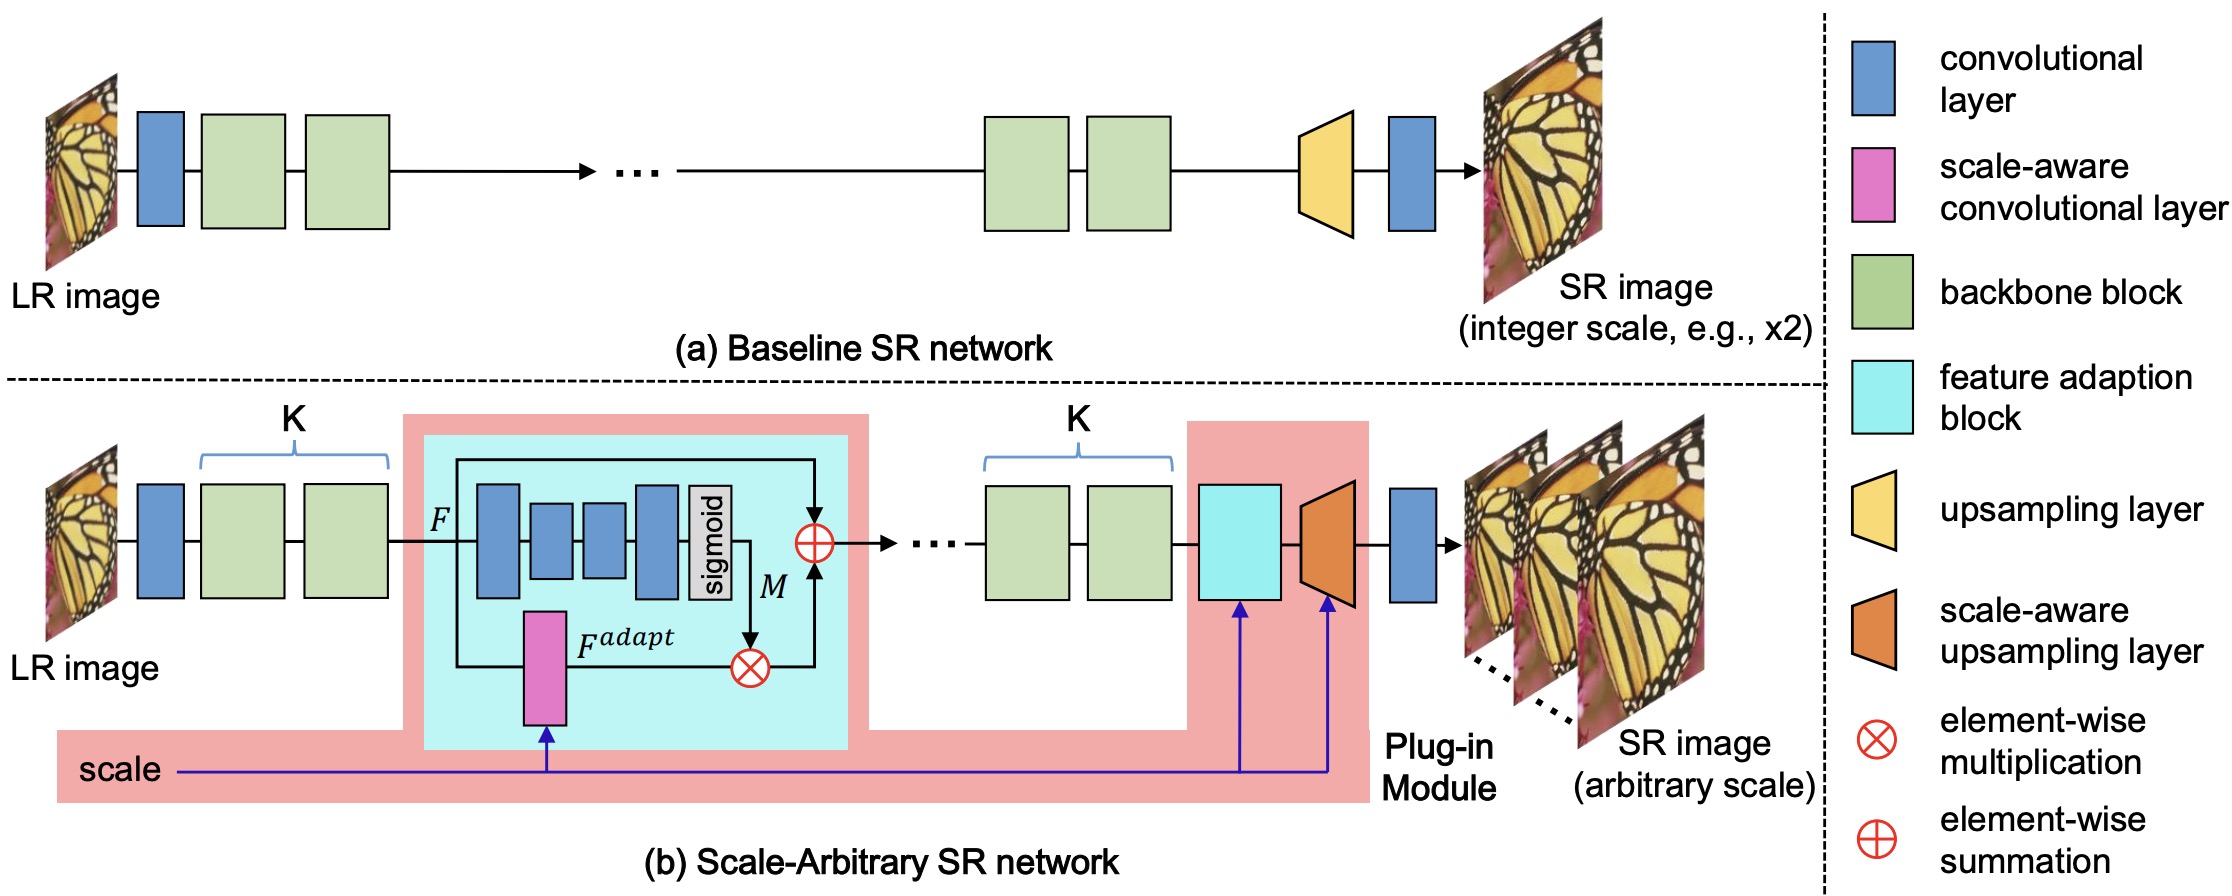 LR image
...
SR image
(integer scale, e.g., x2)
(a) Baseline SR network
K
K
F
sigmoid
M
F^adapt
...
LR image
scale
Plug-in
Module
SR image
(arbitrary scale)
(b) Scale-Arbitrary SR network
convolutional
layer
scale-aware
convolutional layer
backbone block
feature adaption
block
upsampling layer
scale-aware
upsampling layer
element-wise
multiplication
element-wise
summation